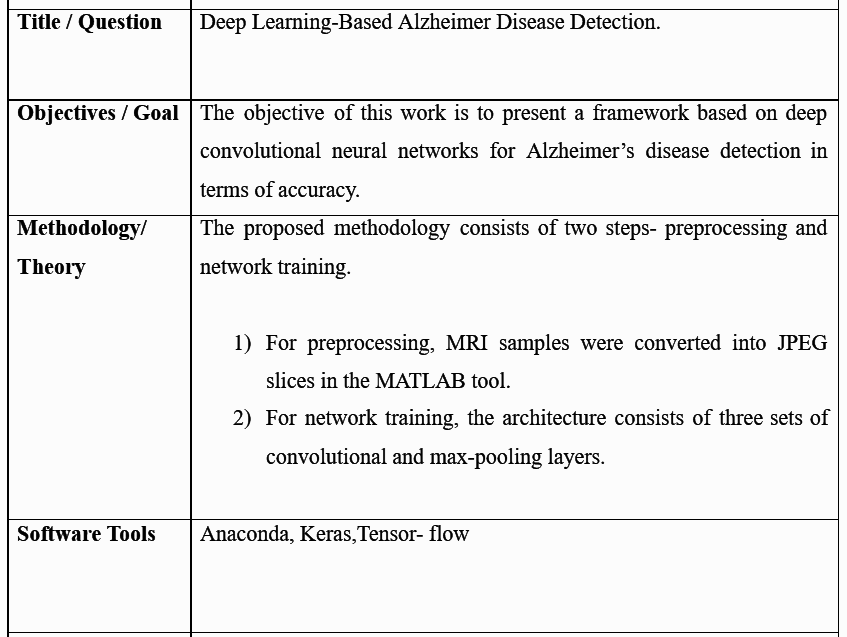 Title / Question
Deep Learning-Based Alzheimer Disease Detection.
Objectives / Goal
The objective of this work is to present a framework based on deep
convolutional neural networks for Alzheimer’s disease detection in
terms of accuracy.
Methodology/
Theory
The proposed methodology consists of two steps- preprocessing and
network training.
1) For preprocessing, MRI samples were converted into JPEG
slices in the MATLAB tool.
2) For network training, the architecture consists of three sets of
convolutional and max-pooling layers.
Software Tools
Anaconda, Keras,Tensor- flow